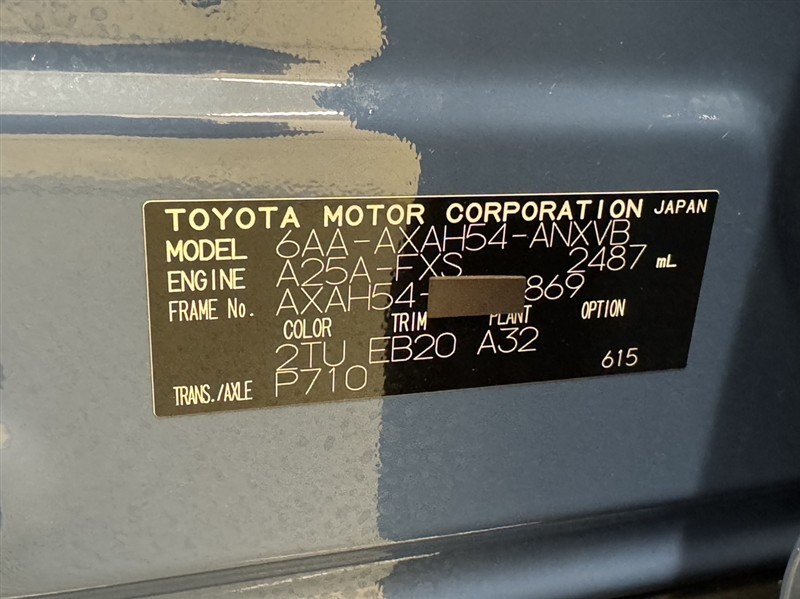 TOYOTA MOTOR CORPORATION JAPAN
MODEL 6AA-AXAH54-ANXVB
ENGINE A25A-FXS 2487 mL
FRAME No. AXAH54- 869
COLOR TRIM PLANT OPTION
2TU EB20 A32
TRANS./AXLE P710 615